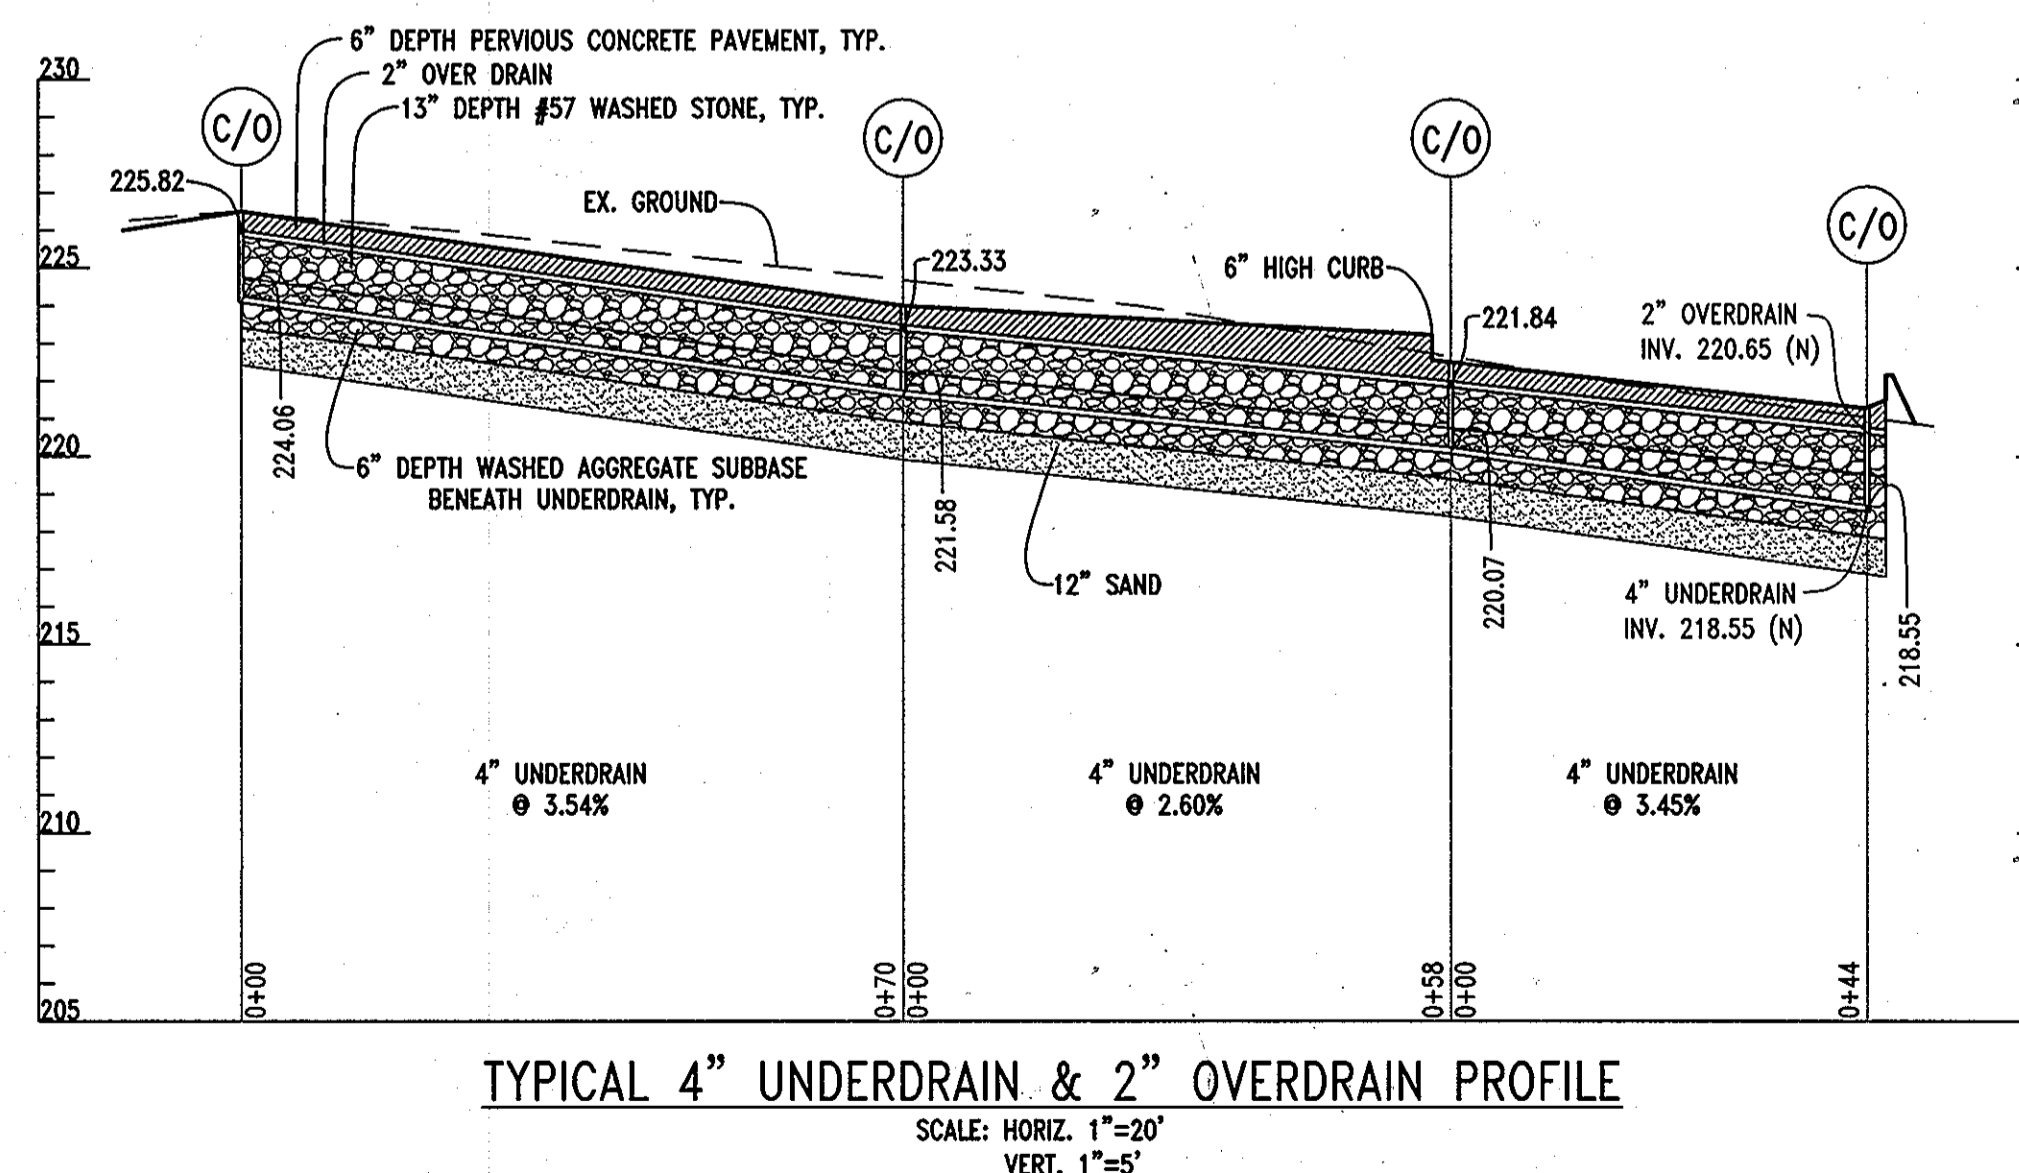 6" DEPTH PERVIOUS CONCRETE PAVEMENT, TYP.
2" OVER DRAIN
13" DEPTH #57 WASHED STONE, TYP.
230
C/O
C/O
C/O
C/O
225.82
EX. GROUND
223.33
6" HIGH CURB
221.84
2" OVERDRAIN
INV. 220.65 (N)
225
220
224.06
6" DEPTH WASHED AGGREGATE SUBBASE
BENEATH UNDERDRAIN, TYP.
221.58
12" SAND
220.07
4" UNDERDRAIN
INV. 218.55 (N)
218.55
215
4" UNDERDRAIN
@ 3.54%
4" UNDERDRAIN
@ 2.60%
4" UNDERDRAIN
@ 3.45%
210
205
0+00
0+70
0+00
0+58
0+00
0+44
TYPICAL 4" UNDERDRAIN & 2" OVERDRAIN PROFILE
SCALE: HORIZ. 1"=20'
VERT. 1"=5'